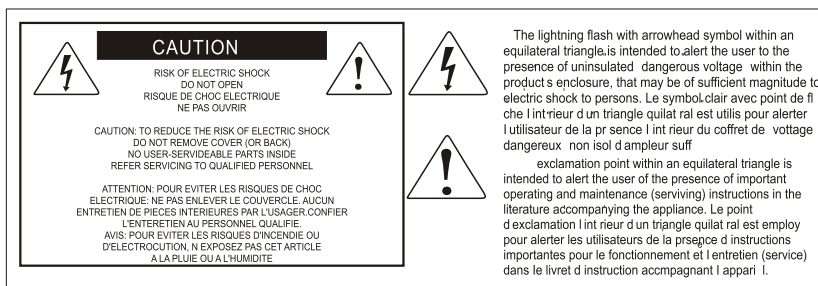 CAUTION
RISK OF ELECTRIC SHOCK
DO NOT OPEN
RISQUE DE CHOC ELECTRIQUE
NE PAS OUVRIR
CAUTION: TO REDUCE THE RISK OF ELECTRIC SHOCK
DO NOT REMOVE COVER (OR BACK)
NO USER-SERVIDEABLE PARTS INSIDE
REFER SERVICING TO QUALIFIED PERSONNEL
ATTENTION: POUR EVITER LES RISQUES DE CHOC
ELECTRIQUE: NE PAS ENLEVER LE COUVERCLE. AUCUN
ENTRETIEN DE PIECES INTERIEURES PAR L'USAGER.CONFIER
L'ENTERETIEN AU PERSONNEL QUALIFIE.
AVIS: POUR EVITER LES RISQUES D'INCENDIE OU
D'ELECTROCUTION, N EXPOSEZ PAS CET ARTICLE
A LA PLUIE OU A L'HUMIDITE
The lightning flash with arrowhead symbol within an
equilateral triangle.is intended to.alert the user to the
presence of uninsulated dangerous voltage within the
product s enclosure, that may be of sufficient magnitude to
electric shock to persons. Le symbol.clair avec point de fl
che l int rieur d un triangle quilat ral est utilis pour alerter
l utilisateur de la pr sence l int rieur du coffret de vottage
dangereux non isol d ampleur suff
exclamation point within an equilateral triangle is
intended to alert the user of the presence of important
operating and maintenance (serviving) instructions in the
literature accompanying the appliance. Le point
d exclamation l int rieur d un triangle quilat ral est employ
pour alerter les utilisateurs de la presence d instructions
importantes pour le fonctionnement et l entretien (service)
dans le livret d instruction accmpagnant l appari l.